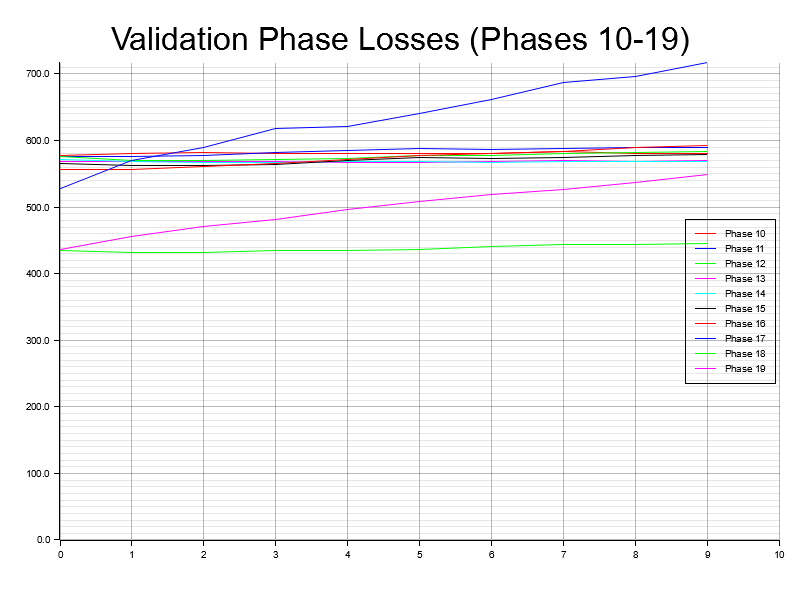 Validation Phase Losses (Phases 10-19)
700.0
600.0
500.0
400.0
300.0
200.0
100.0
0.0
0 1 2 3 4 5 6 7 8 9 10
Phase 10
Phase 11
Phase 12
Phase 13
Phase 14
Phase 15
Phase 16
Phase 17
Phase 18
Phase 19